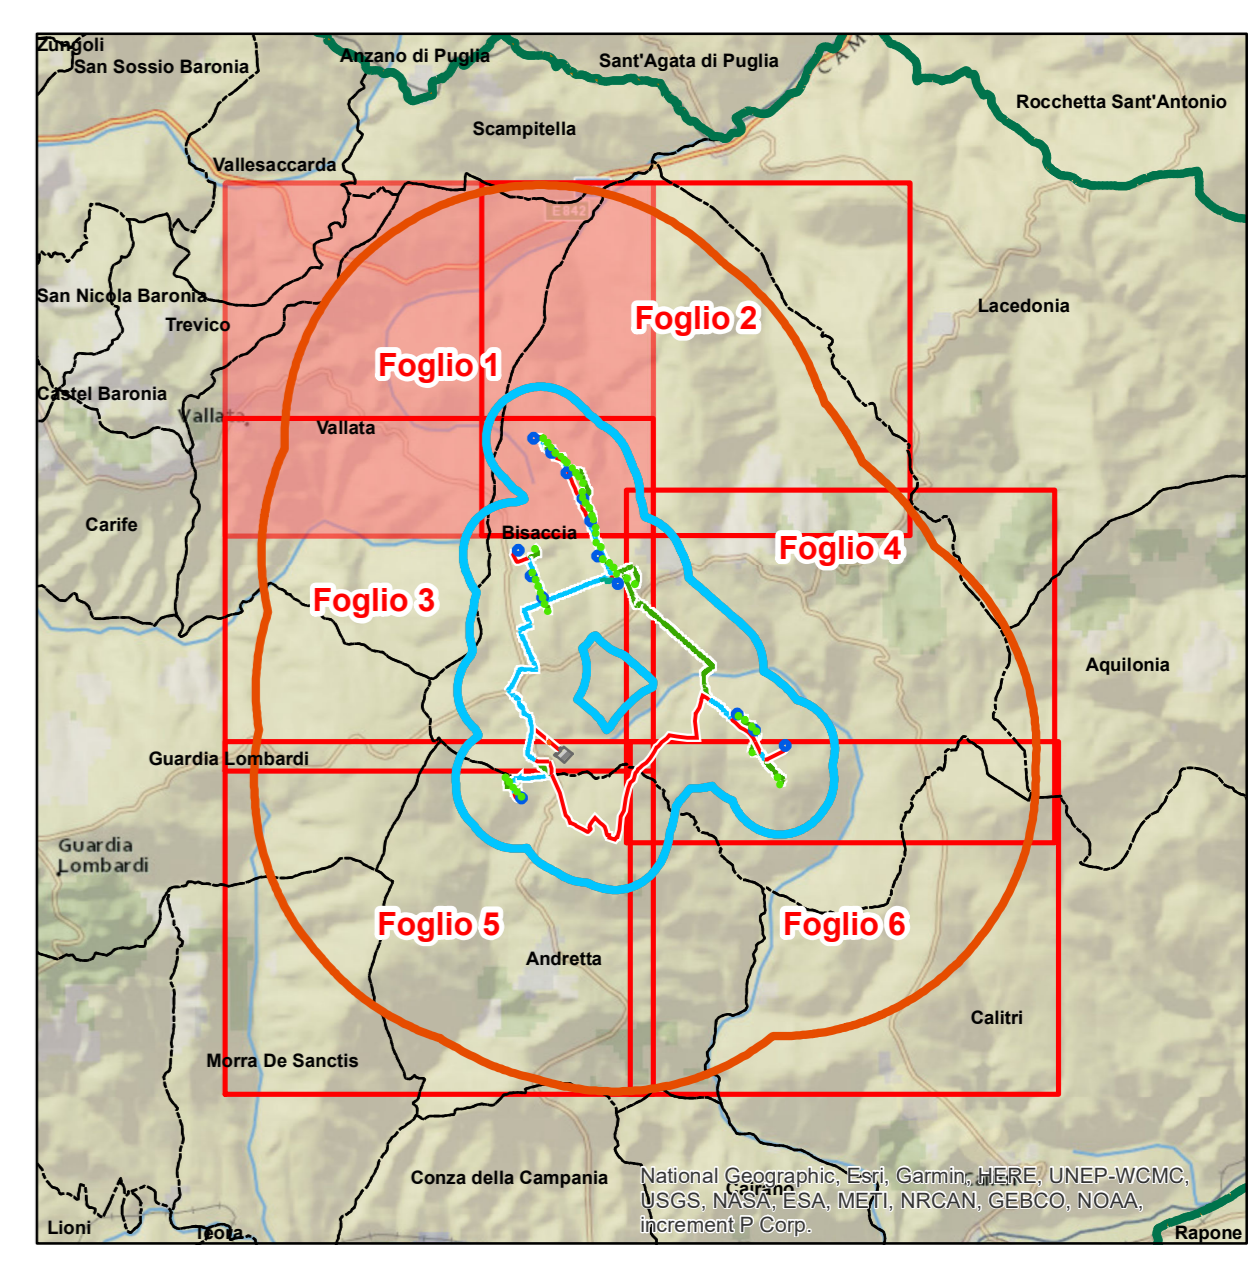 Zungoli
San Sossio Baronia
Anzano di Puglia
Sant'Agata di Puglia
CAM
Rocchetta Sant'Antonio
Scampitella
Vallesaccarda
E842
San Nicola Baronia
Trevico
Lacedonia
Foglio 2
Foglio 1
Castel Baronia
Vallata
Vallata
Carife
Bisaccia
Foglio 4
Foglio 3
Aquilonia
Guardia Lombardi
Guardia
Lombardi
Foglio 5
Foglio 6
Andretta
Calitri
Morra De Sanctis
Conza della Campania
Cairano
National Geographic, Esri, Garmin, HERE, UNEP-WCMC,
USGS, NASA, ESA, METI, NRCAN, GEBCO, NOAA,
increment P Corp.
Lioni
Teora
Rapone